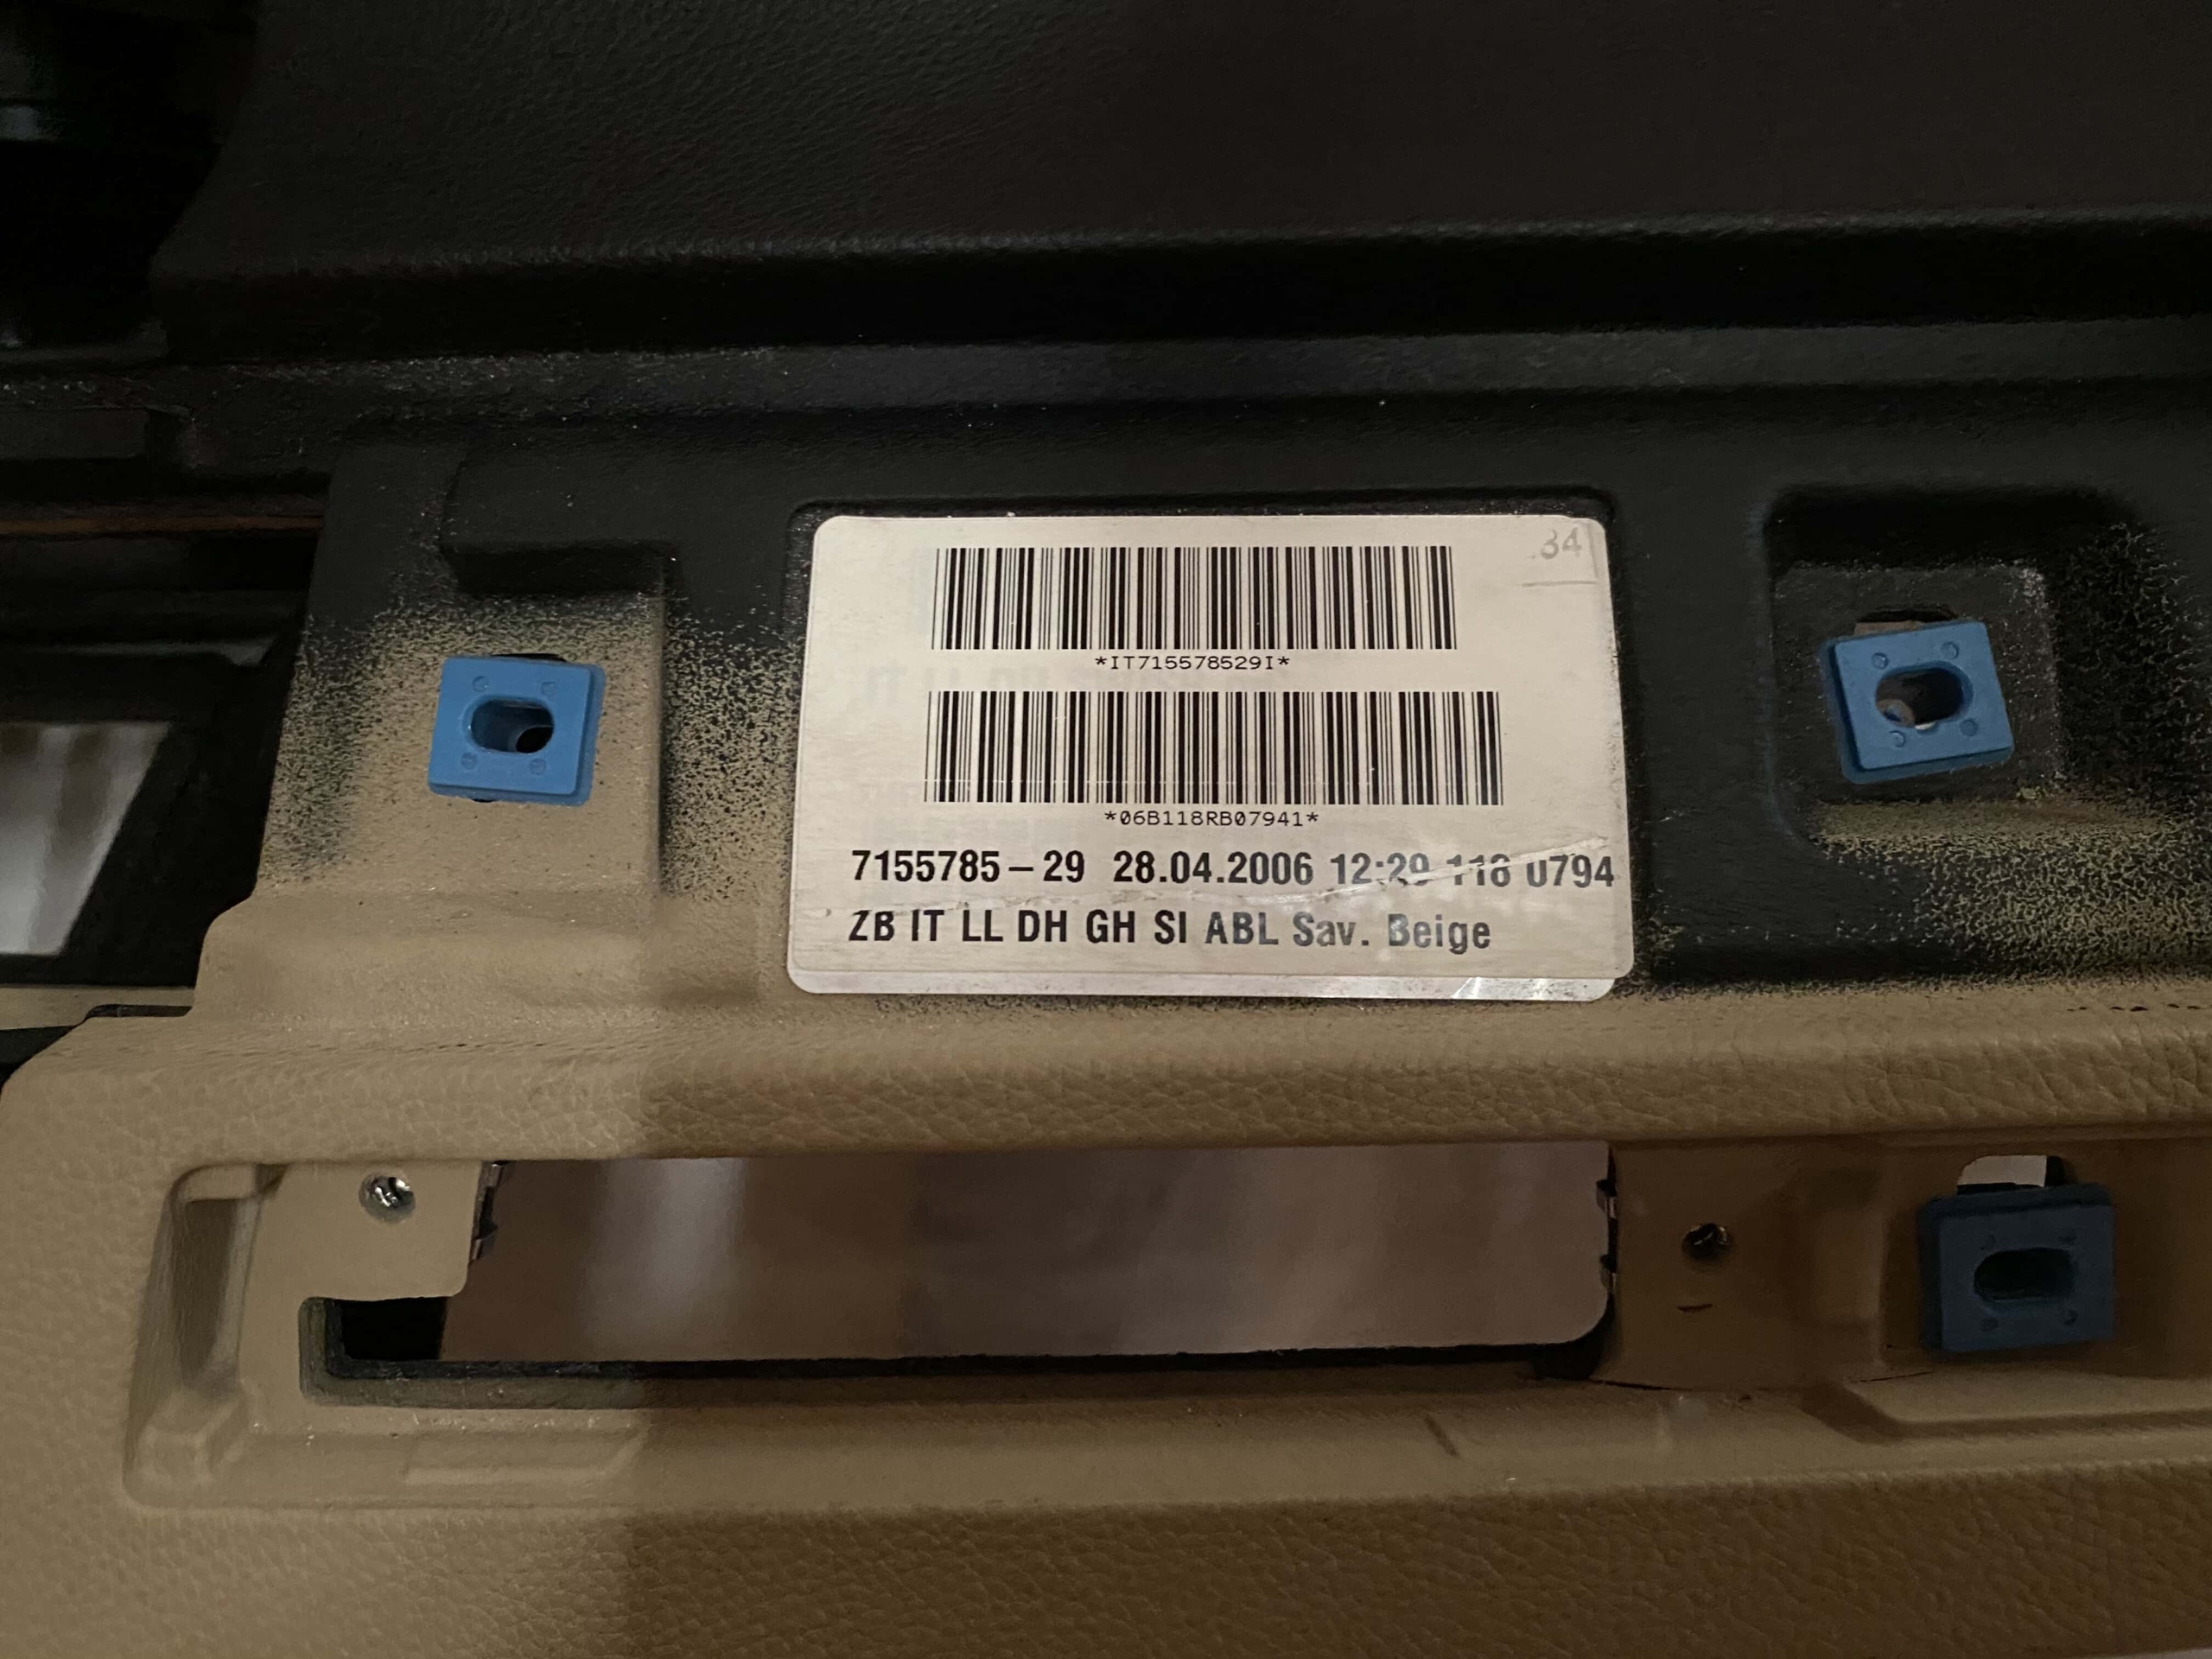 34
*IT715578529I*
*06B118RB07941*
7155785-29 28.04.2006 12:29 118 0794
ZB IT LL DH GH SI ABL Sav. Beige